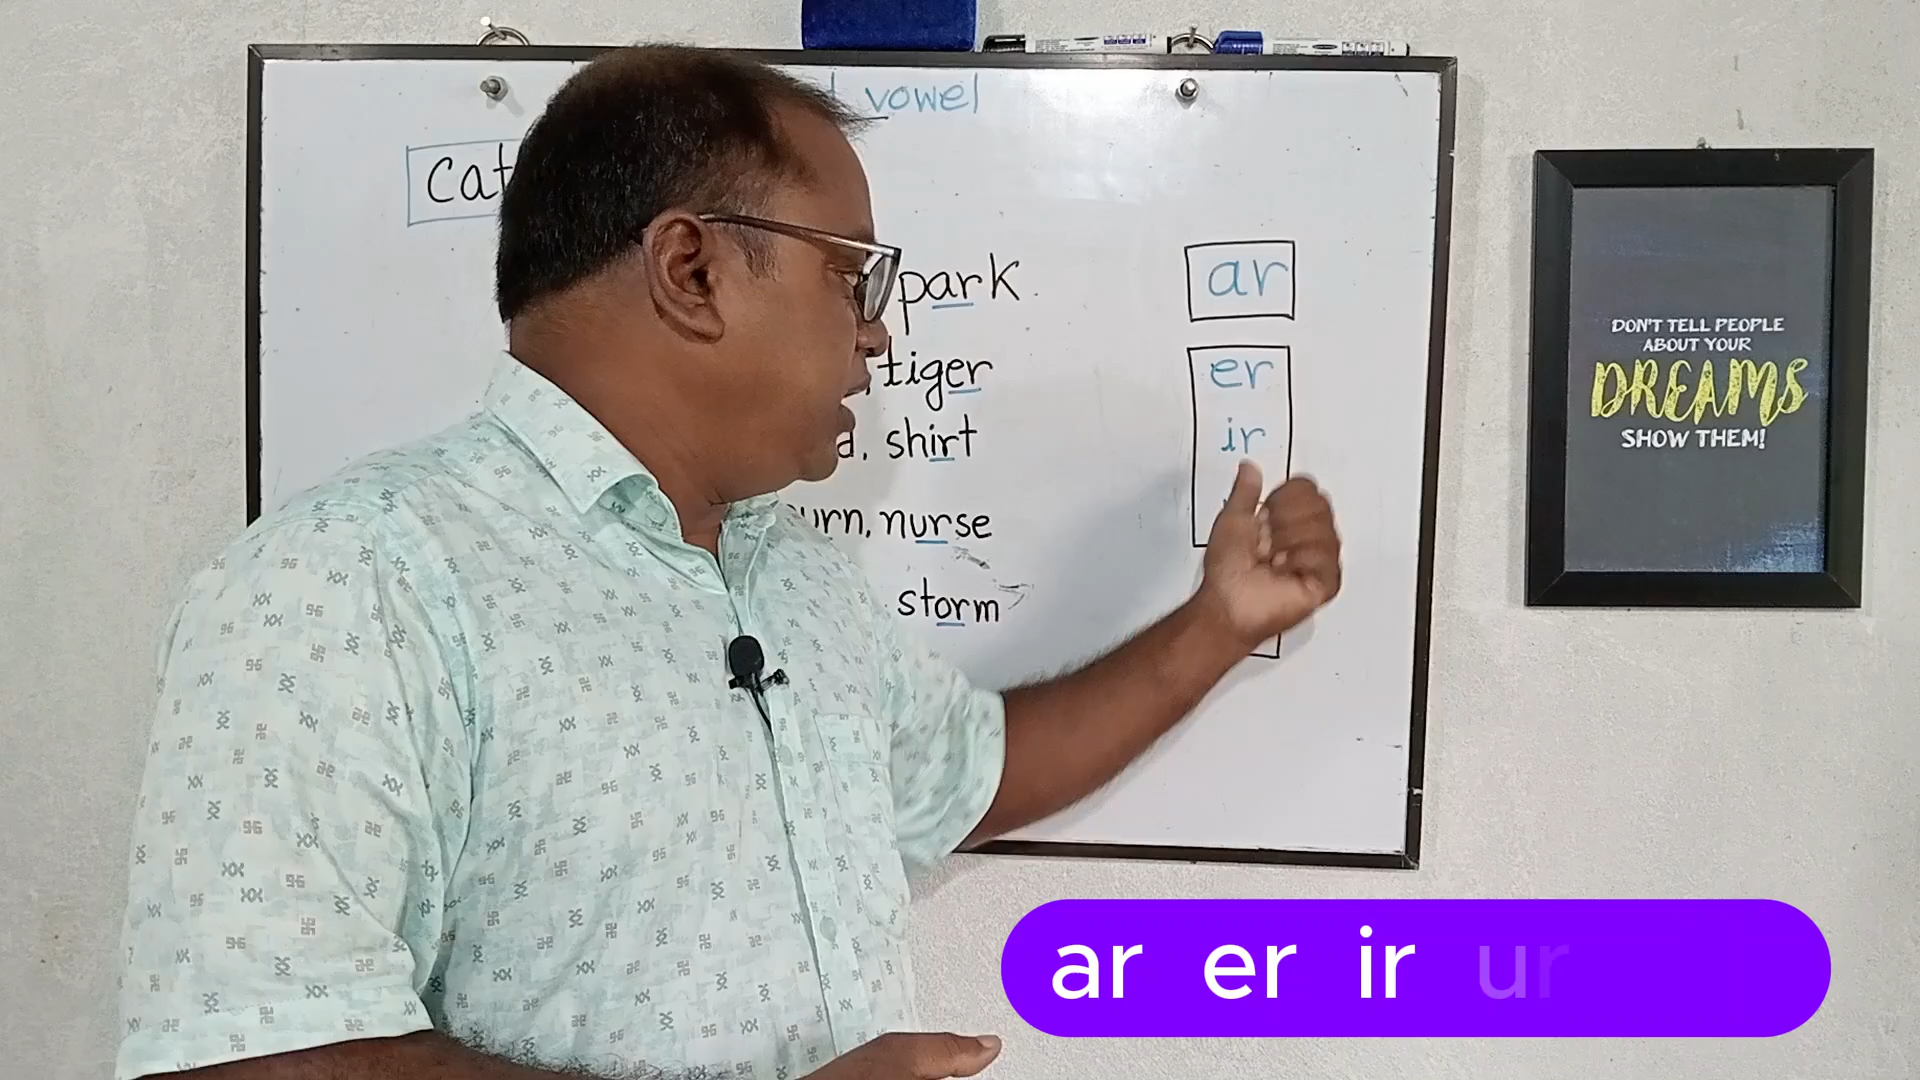 vowel
cat
park
ar
tiger
er
shirt
ir
nurse
storm
DON'T TELL PEOPLE
ABOUT YOUR
DREAMS
SHOW THEM!
ar er ir ur